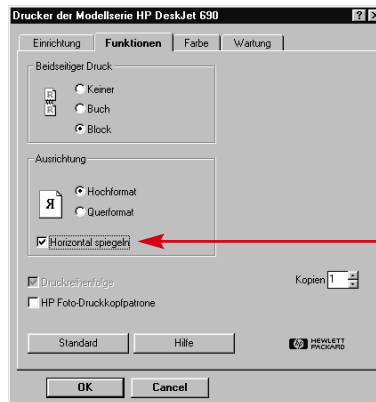 Drucker der Modellserie HP DeskJet 690
Einrichtung Funktionen Farbe Wartung
Beidseitiger Druck
Keiner
Buch
Block
Ausrichtung
Hochformat
Querformat
Horizontal spiegeln
Druckreihenfolge
Kopien 1
HP Foto-Druckkopfpatrone
Standard Hilfe
HEWLETT
PACKARD
OK Cancel